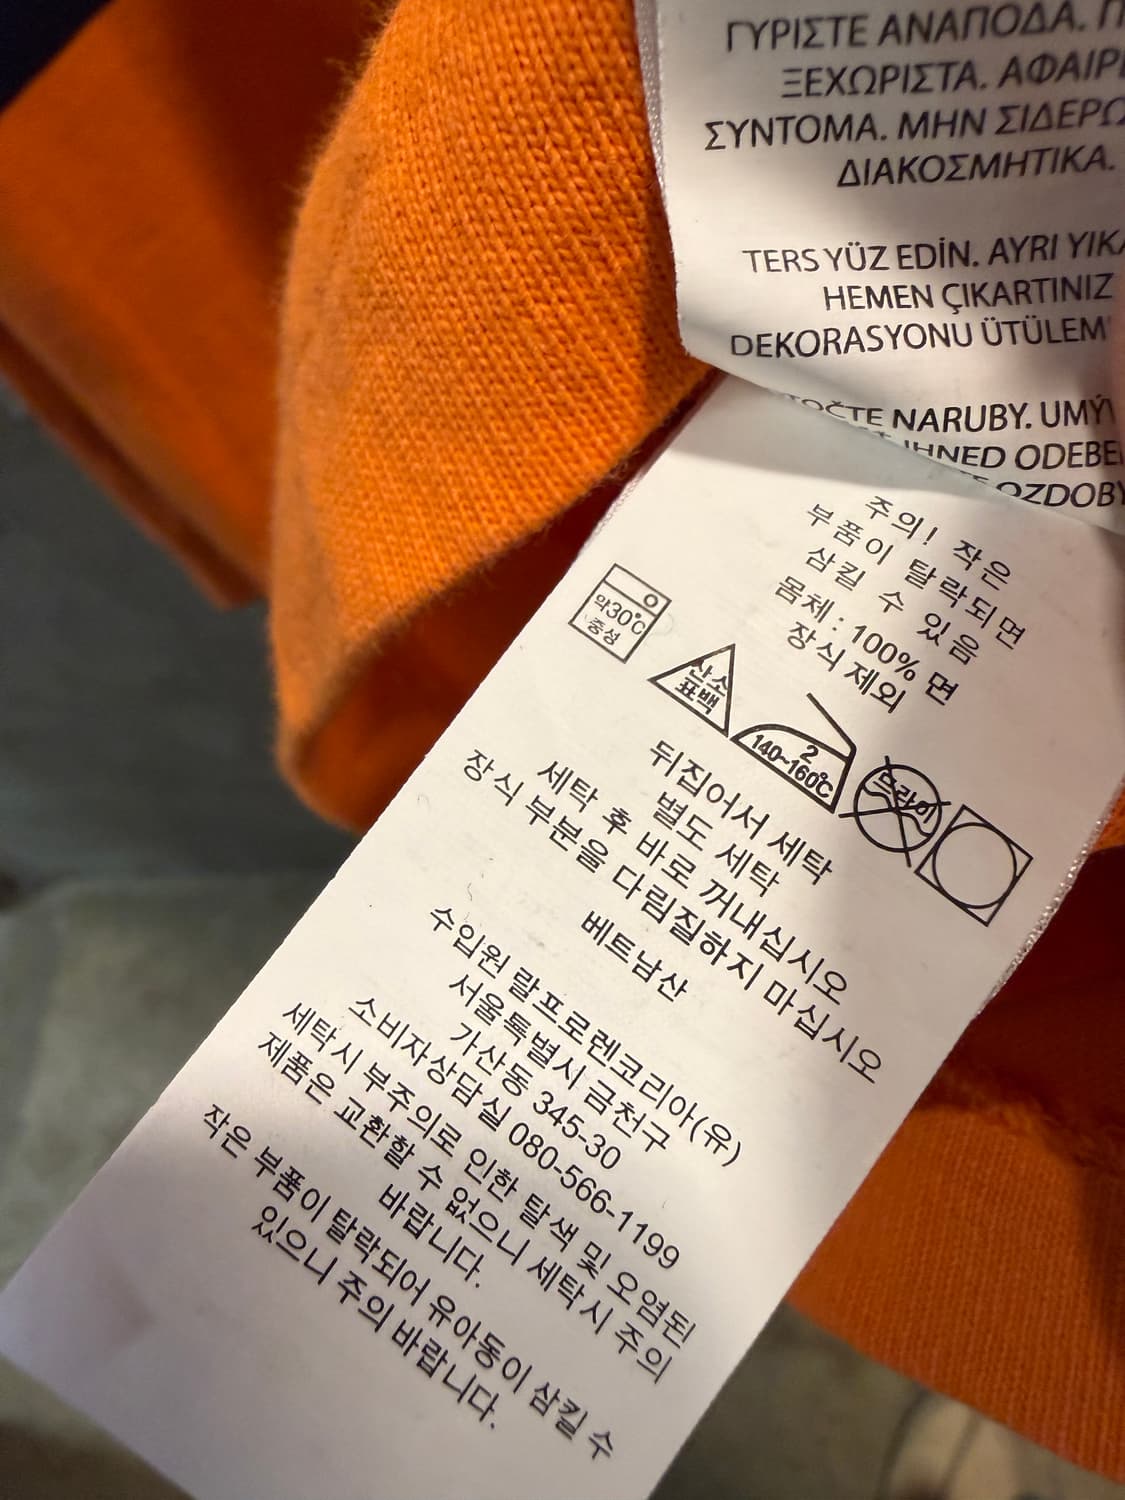 ΓΥΡΙΣΤΕ ΑΝΑΠΟΔΑ.
ΞΕΧΩΡΙΣΤΑ.
ΣΥΝΤΟΜΑ. ΜΗΝ
ΔΙΑΚΟΣΜΗΤΙΚΑ.
TERS YÜZ EDİN. AYRI
HEMEN ÇIKARTINIZ
DEKORASYONU
NARUBY.
IHNED
주의! 작은
부품이 탈락되면
삼킬 수 있음
몸체 : 100% 면
장식 제외
약30℃
중성
산소
표백
2
140~160℃
드라이
뒤집어서 세탁
별도 세탁
세탁 후 바로 꺼내십시오
장식 부분을 다림질하지 마십시오
베트남산
수입원 랄프로렌코리아(유)
서울특별시 금천구
가산동 345-30
소비자상담실 080-566-1199
세탁시 부주의로 인한 탈색 및 오염된
제품은 교환할 수 없으니 세탁시 주의
바랍니다.
작은 부품이 탈락되어 유아동이 삼킬 수
있으니 주의 바랍니다.